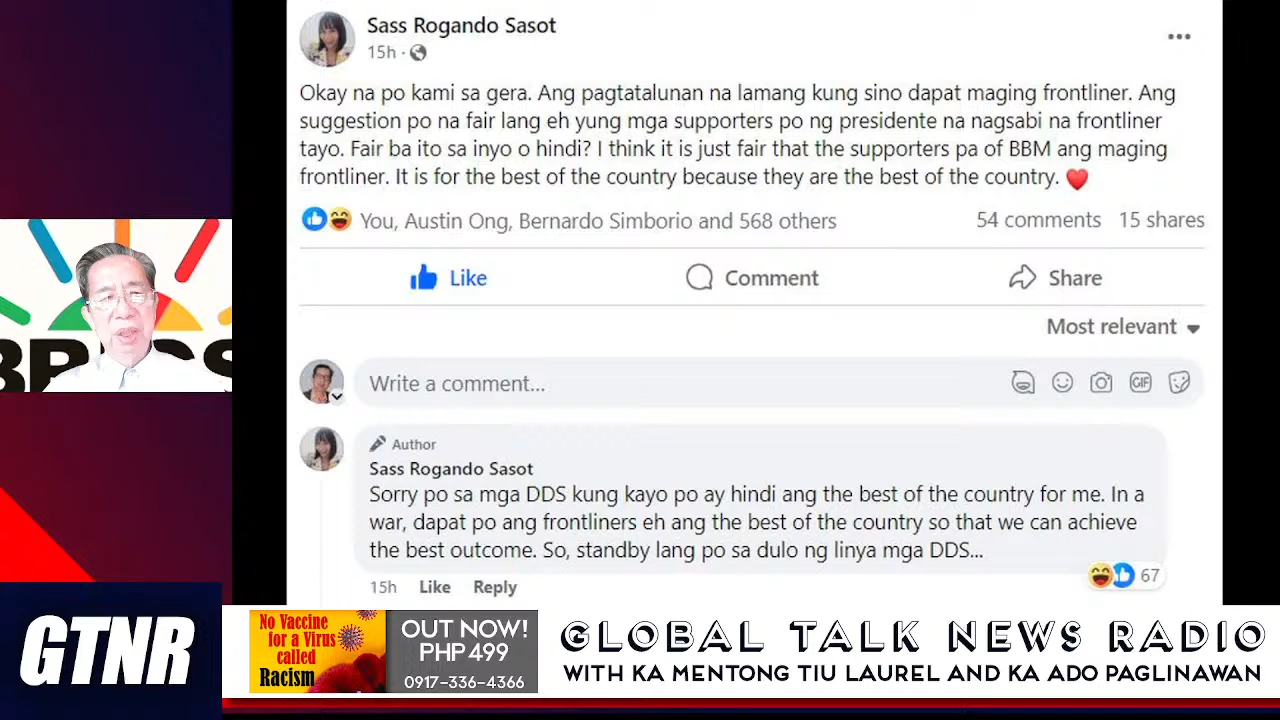 Sass Rogando Sasot
15h
Okay na po kami sa gera. Ang pagtatalunan na lamang kung sino dapat maging frontliner. Ang
suggestion po na fair lang eh yung mga supporters po ng presidente na nagsabi na frontliner
tayo. Fair ba ito sa inyo o hindi? I think it is just fair that the supporters pa of BBM ang maging
frontliner. It is for the best of the country because they are the best of the country. ❤️
You, Austin Ong, Bernardo Simborio and 568 others
54 comments 15 shares
Like Comment Share
Most relevant
Write a comment...
GIF
Author
Sass Rogando Sasot
Sorry po sa mga DDS kung kayo po ay hindi ang the best of the country for me. In a
war, dapat po ang frontliners eh ang the best of the country so that we can achieve
the best outcome. So, standby lang po sa dulo ng linya mga DDS...
67
15h Like Reply
GTNR
No Vaccine
for a Virus
called
Racism
OUT NOW!
PHP 499
0917-336-4366
GLOBAL TALK NEWS RADIO
WITH KA MENTONG TIU LAUREL AND KA ADO PAGLINAWAN